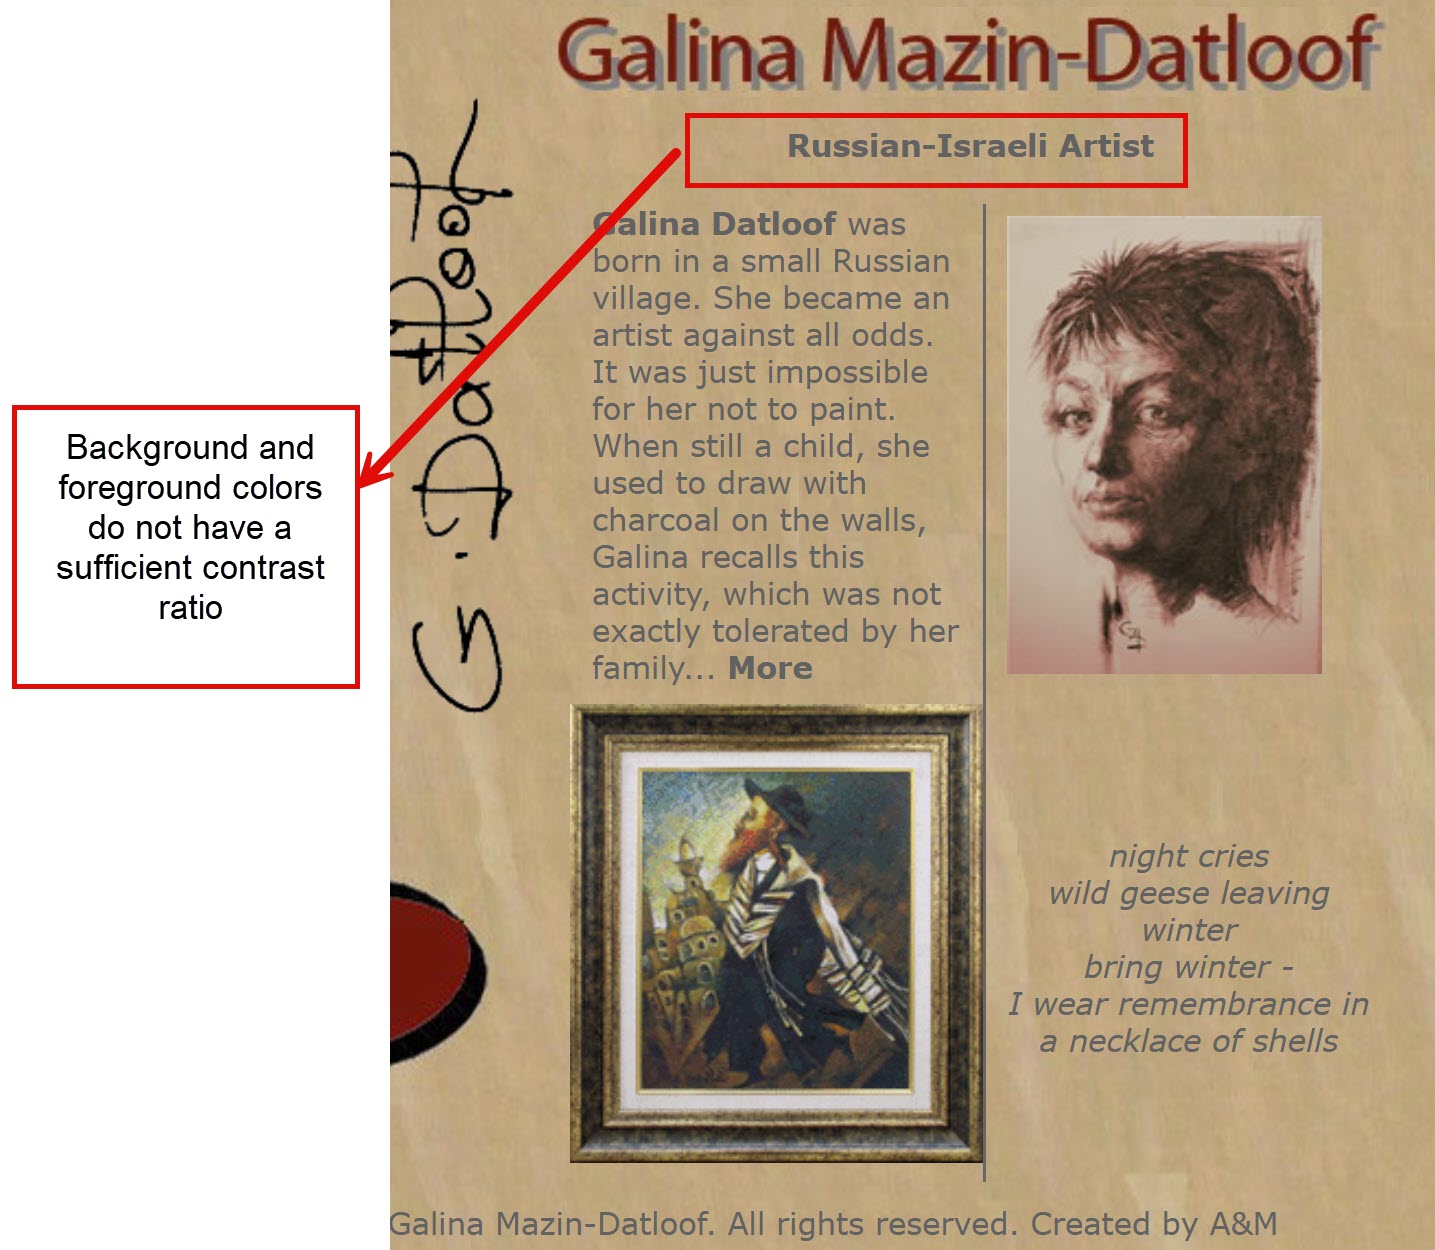 Galina Mazin-Datloof
Russian-Israeli Artist
G. Datloof
Galina Datloof was
born in a small Russian
village. She became an
artist against all odds.
It was just impossible
for her not to paint.
When still a child, she
used to draw with
charcoal on the walls,
Galina recalls this
activity, which was not
exactly tolerated by her
family... More
Background and
foreground colors
do not have a
sufficient contrast
ratio
night cries
wild geese leaving
winter
bring winter -
I wear remembrance in
a necklace of shells
Galina Mazin-Datloof. All rights reserved. Created by A&M